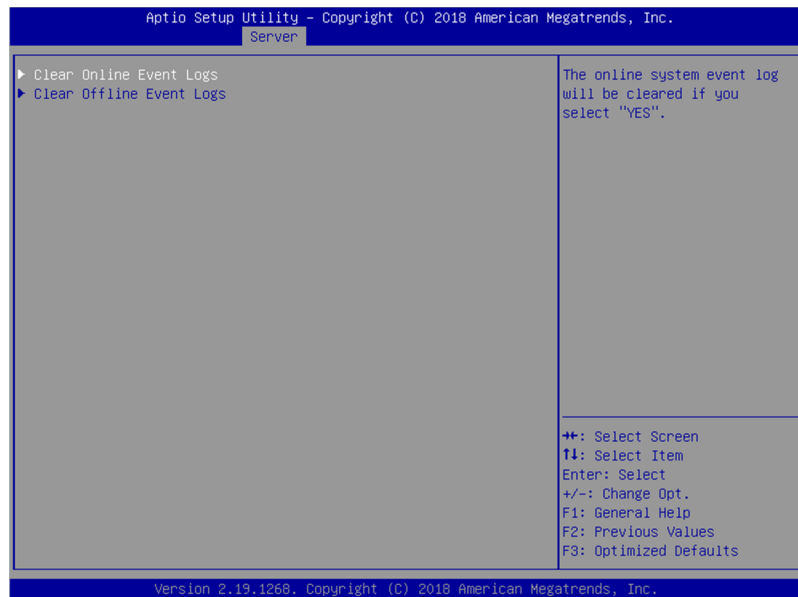 Aptio Setup Utility – Copyright (C) 2018 American Megatrends, Inc.
Server
▶ Clear Online Event Logs
▶ Clear Offline Event Logs
The online system event log
will be cleared if you
select "YES".
→←: Select Screen
↑↓: Select Item
Enter: Select
+/-: Change Opt.
F1: General Help
F2: Previous Values
F3: Optimized Defaults
Version 2.19.1268. Copyright (C) 2018 American Megatrends, Inc.